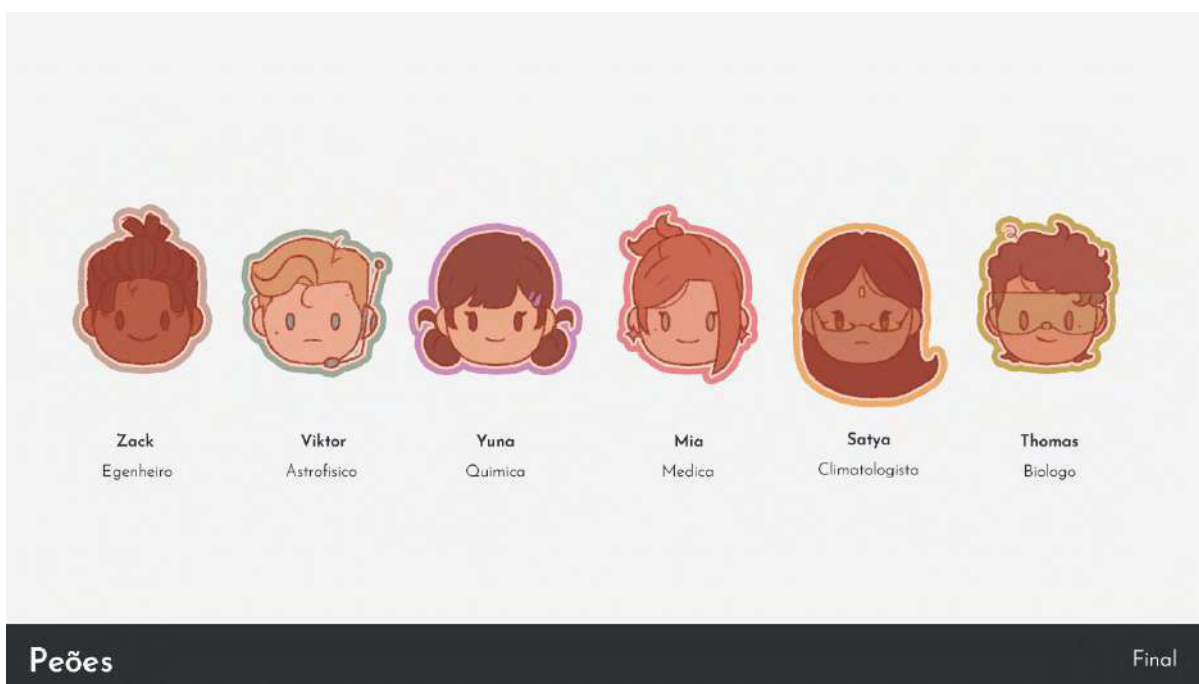 Zack
Egenheiro
Viktor
Astrofisico
Yuna
Quimica
Mia
Medica
Satya
Climatologista
Thomas
Biologo
Peões
Final